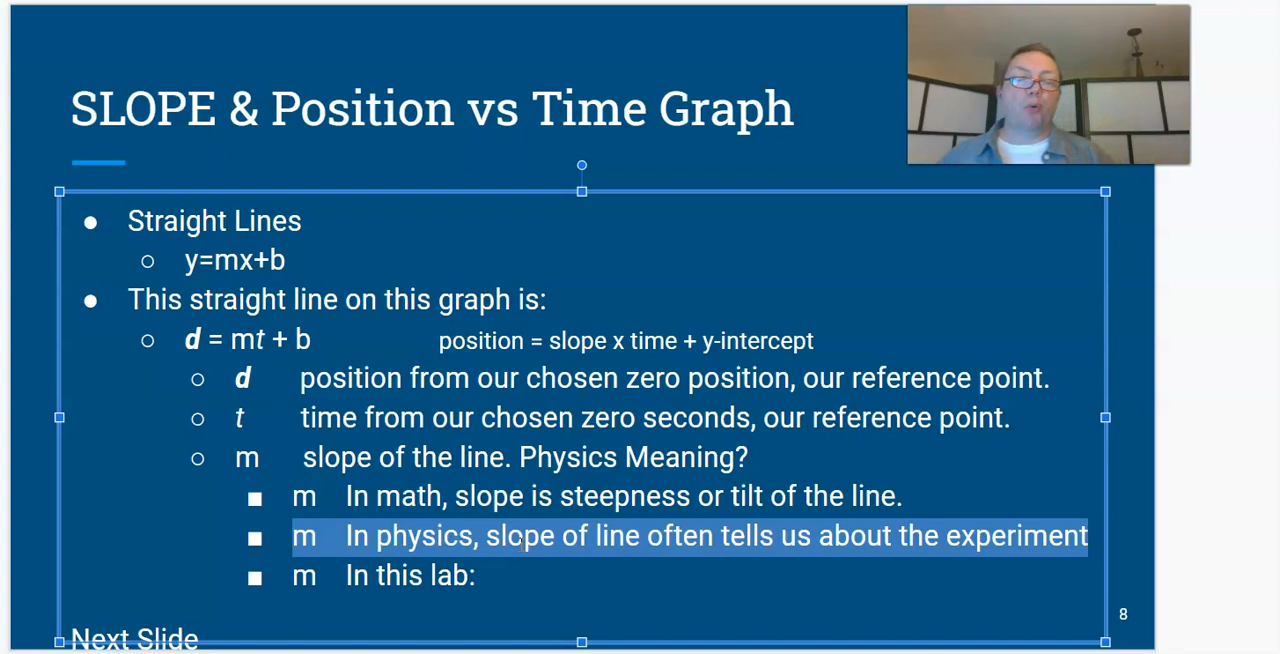 SLOPE & Position vs Time Graph
● Straight Lines
○ y=mx+b
● This straight line on this graph is:
○ d = mt + b position = slope x time + y-intercept
○ d position from our chosen zero position, our reference point.
○ t time from our chosen zero seconds, our reference point.
○ m slope of the line. Physics Meaning?
■ m In math, slope is steepness or tilt of the line.
■ m In physics, slope of line often tells us about the experiment
■ m In this lab:
8
Next Slide